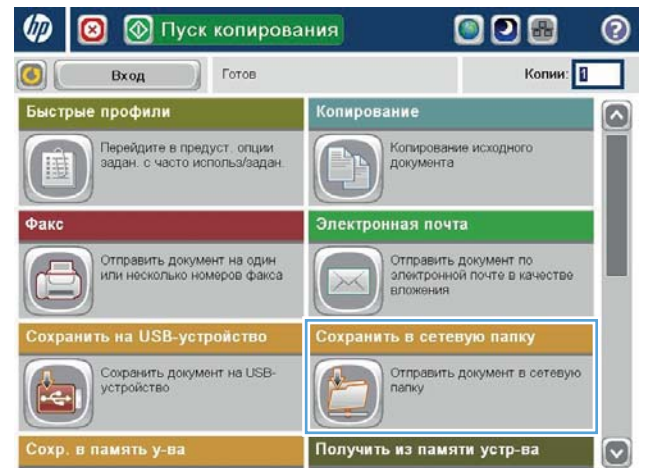 hp
Пуск копирования
?
Вход
Готов
Копии: 1
Быстрые профили
Перейдите в предуст. опции
задан. с часто использ/задан.
Копирование
Копирование исходного
документа
Факс
Отправить документ на один
или несколько номеров факса
Электронная почта
Отправить документ по
электронной почте в качестве
вложения
Сохранить на USB-устройство
Сохранить документ на USB-
устройство
Сохранить в сетевую папку
Отправить документ в сетевую
папку
Сохр. в память у-ва
Получить из памяти устр-ва